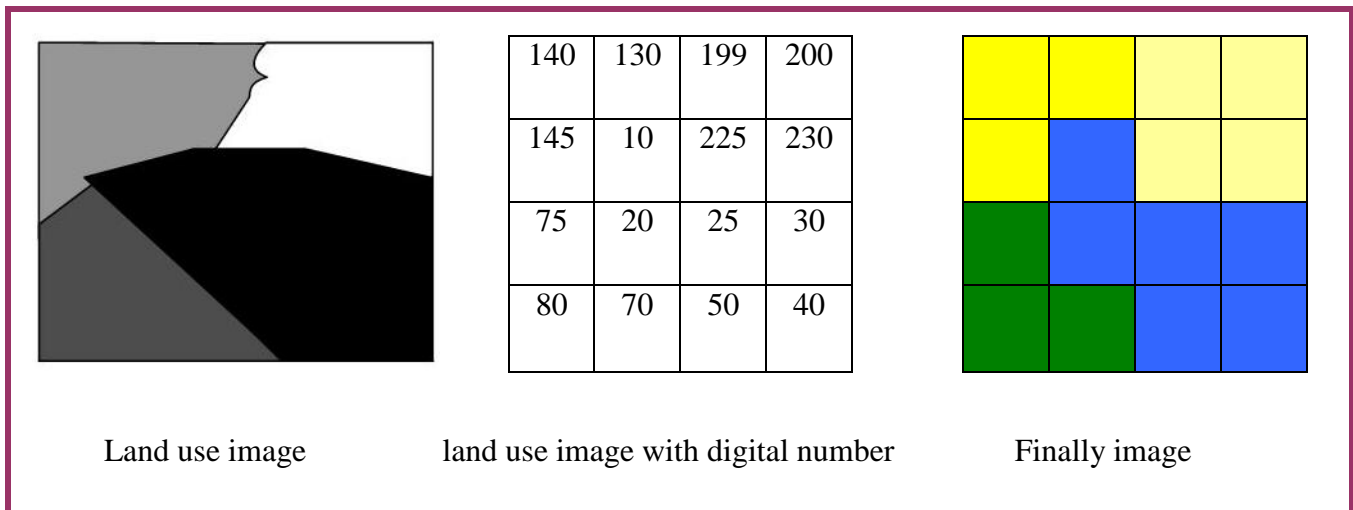 140 130 199 200
145 10 225 230
75 20 25 30
80 70 50 40
Land use image land use image with digital number Finally image